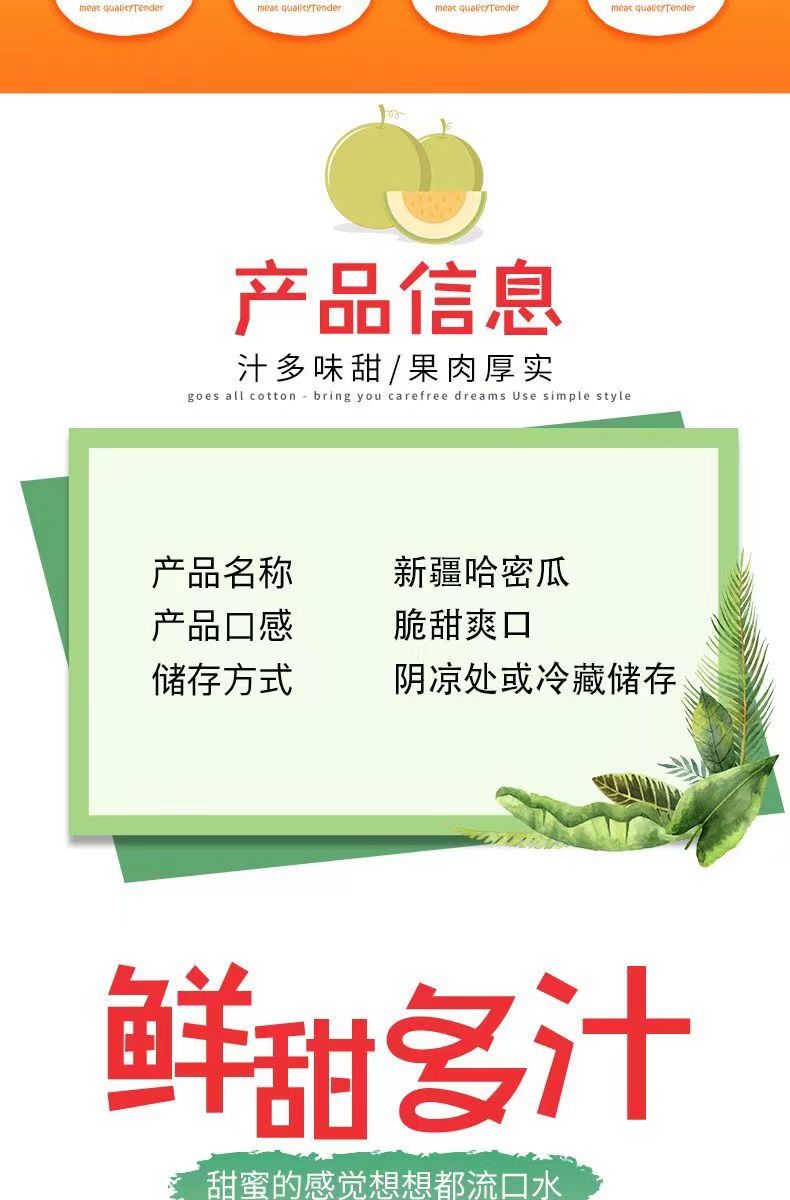 meat qualityTender meat qualityTender meat qualityTender meat qualityTender
产品信息
汁多味甜/果肉厚实
goes all cotton - bring you carefree dreams Use simple style
产品名称 新疆哈密瓜
产品口感 脆甜爽口
储存方式 阴凉处或冷藏储存
鲜甜多汁
甜蜜的感觉想想都流口水